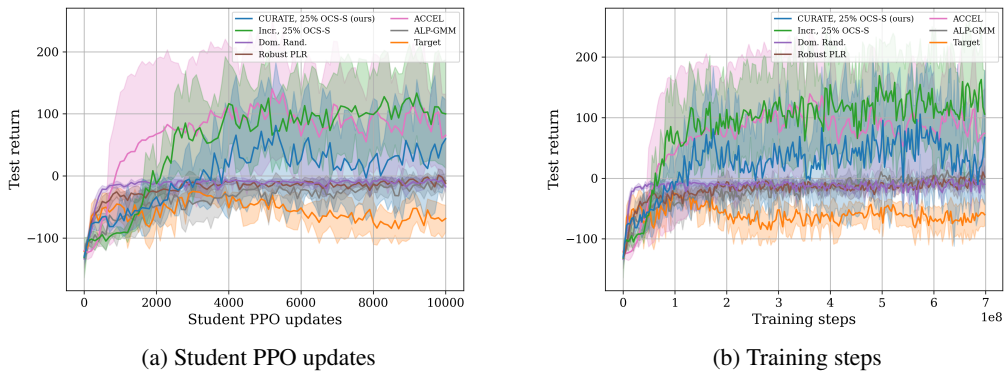 CURATE, 25% OCS-S (ours)
Incr., 25% OCS-S
Dom. Rand.
Robust PLR
ACCEL
ALP-GMM
Target
200
100
0
−100
Test return
0 2000 4000 6000 8000 10000
Student PPO updates
(a) Student PPO updates
CURATE, 25% OCS-S (ours)
Incr., 25% OCS-S
Dom. Rand.
Robust PLR
ACCEL
ALP-GMM
Target
200
100
0
−100
Test return
0 1 2 3 4 5 6 7
1e8
Training steps
(b) Training steps